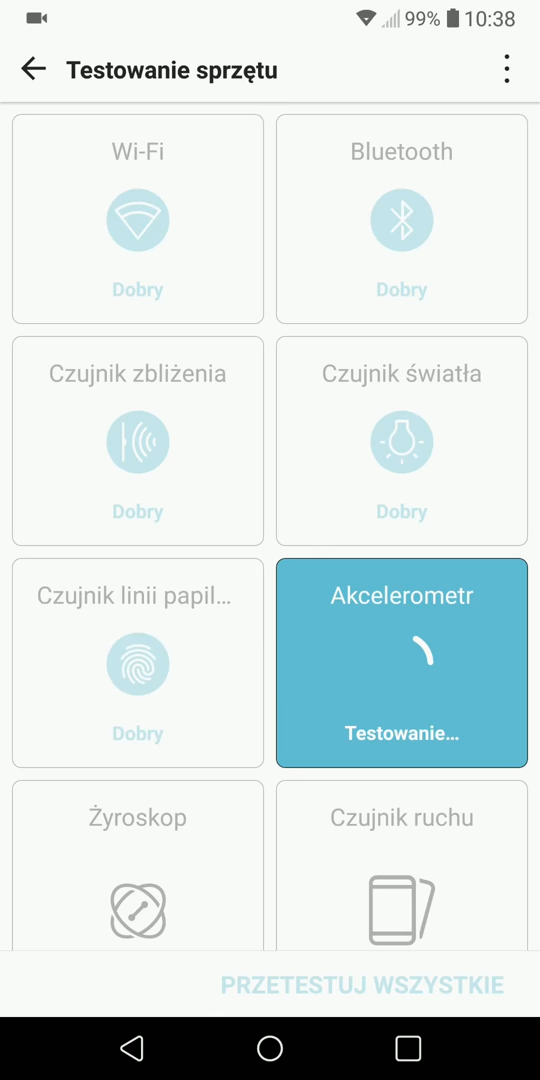 99% 10:38
Testowanie sprzętu
Wi-Fi
Bluetooth
Dobry
Dobry
Czujnik zbliżenia
Czujnik światła
Dobry
Dobry
Czujnik linii papil...
Akcelerometr
Dobry
Testowanie...
Żyroskop
Czujnik ruchu
PRZETESTUJ WSZYSTKIE